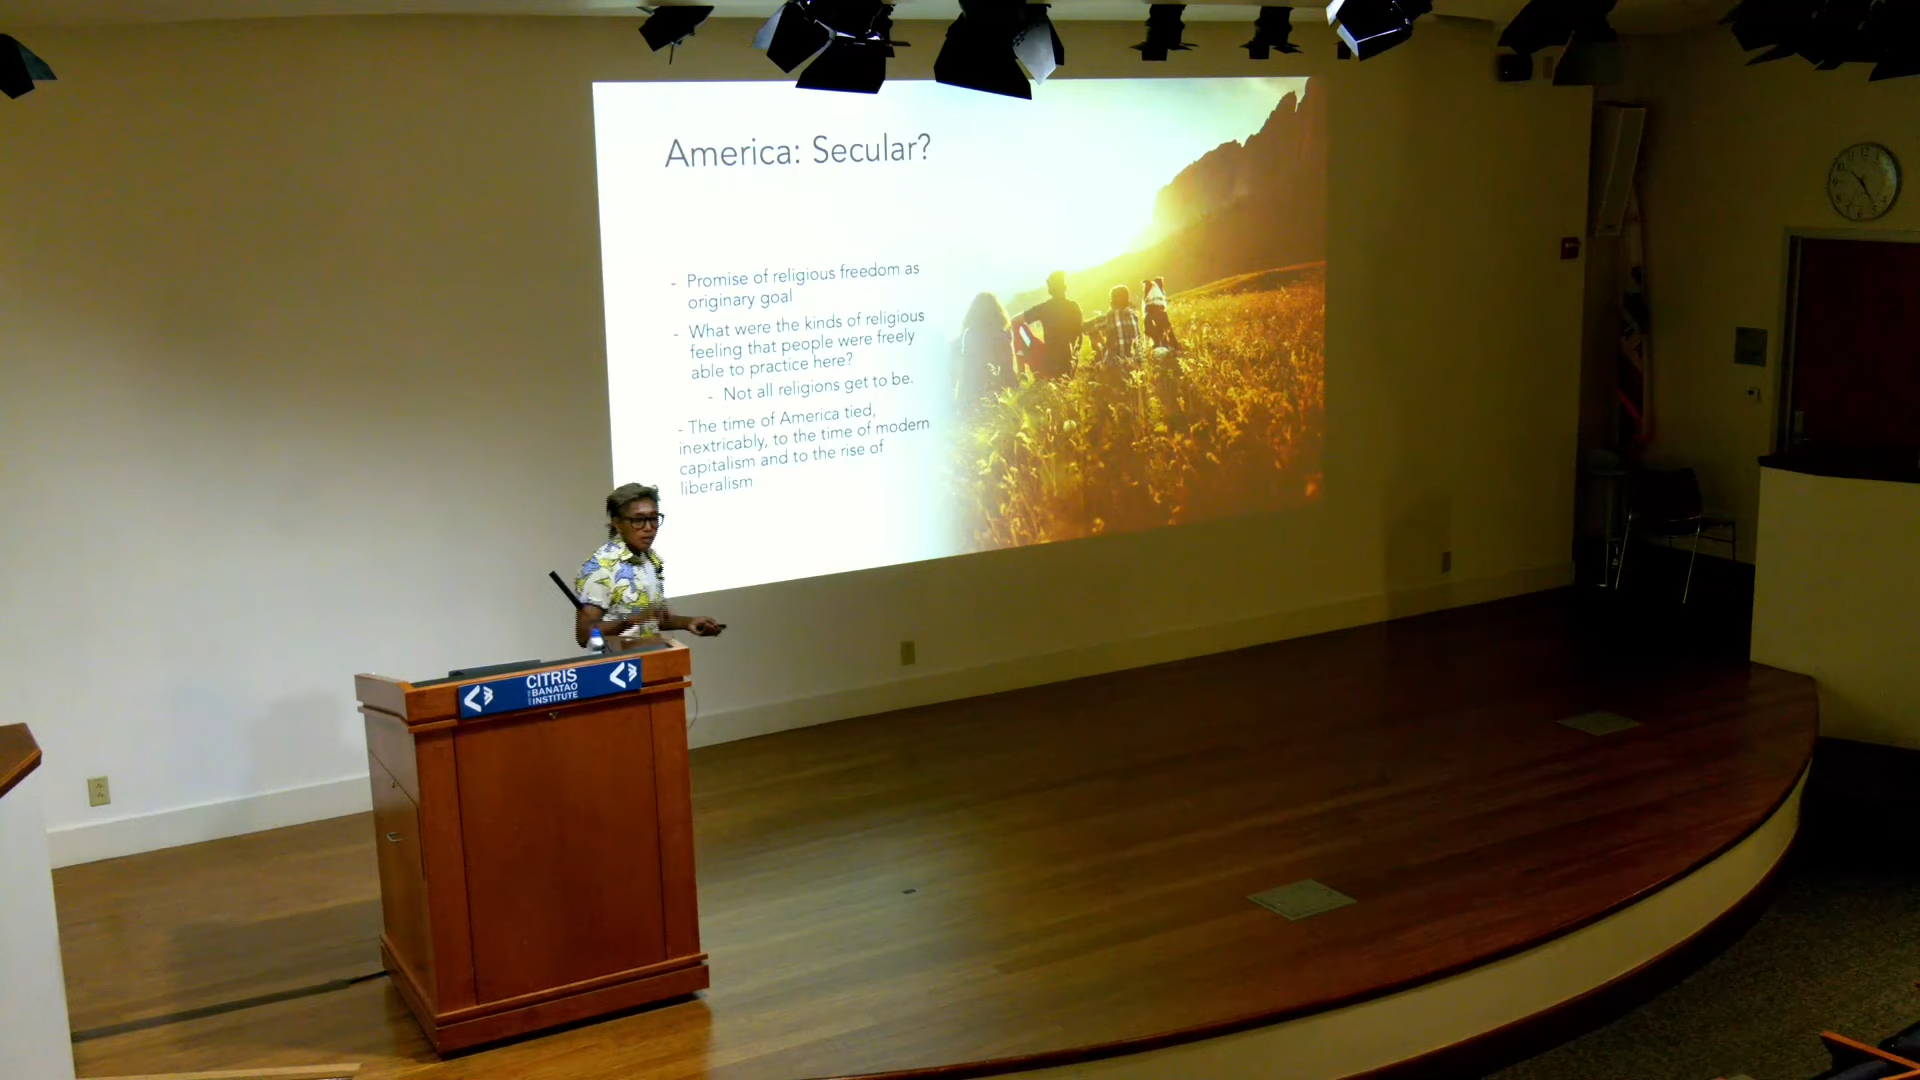 America: Secular?
- Promise of religious freedom as
originary goal
- What were the kinds of religious
feeling that people were freely
able to practice here?
- Not all religions get to be.
- The time of America tied,
inextricably, to the time of modern
capitalism and to the rise of
liberalism
CITRIS
BANATAO
INSTITUTE